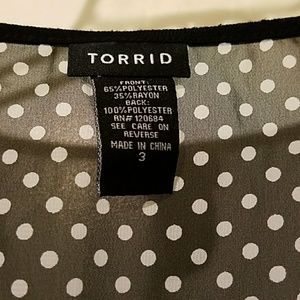 TORRID
FRONT:
65%POLYESTER
35%RAYON
BACK:
100%POLYESTER
RN# 120684
SEE CARE ON
REVERSE
MADE IN CHINA
3